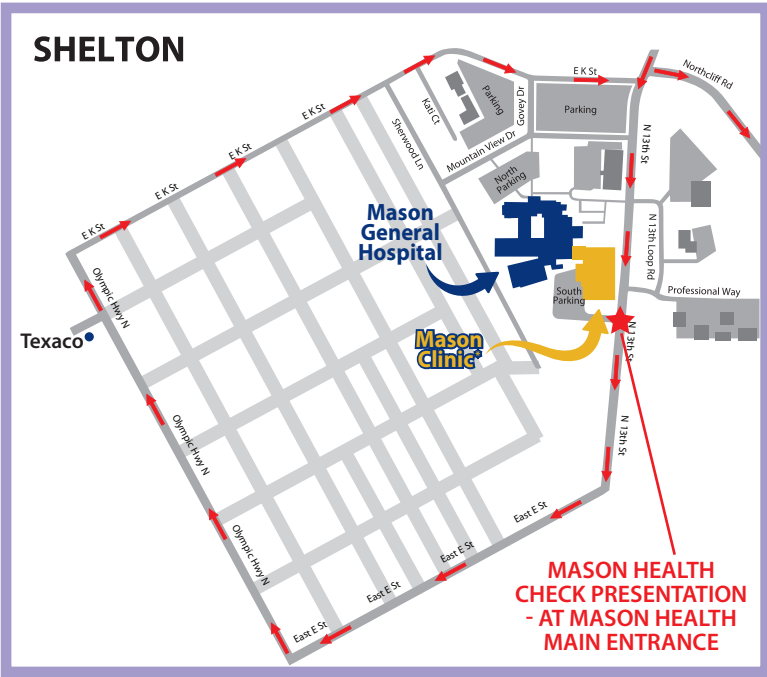 SHELTON
E K St
E K St
E K St
E K St
E K St
Northcliff Rd
Kati Ct
Parking
Govey Dr
Parking
Sherwood Ln
Mountain View Dr
North
Parking
N 13th St
N 13th Loop Rd
Mason
General
Hospital
South
Parking
Professional Way
Olympic Hwy N
Texaco
Mason
Clinic*
N 13th St
Olympic Hwy N
N 13th St
Olympic Hwy N
East E St
East E St
East E St
East E St
MASON HEALTH
CHECK PRESENTATION
- AT MASON HEALTH
MAIN ENTRANCE